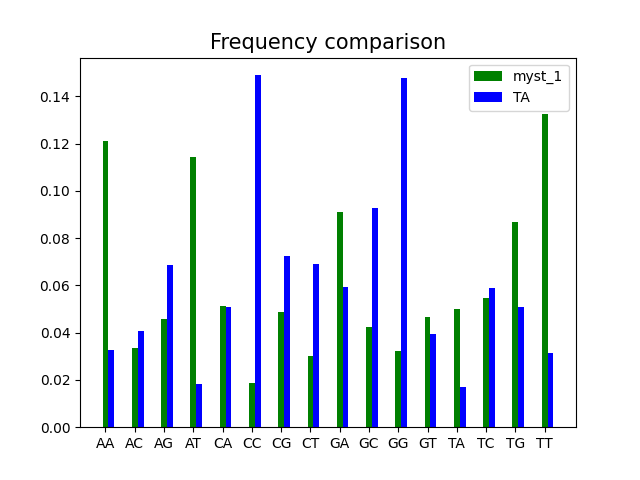 Frequency comparison
myst_1
TA
0.14
0.12
0.10
0.08
0.06
0.04
0.02
0.00
AA AC AG AT CA CC CG CT GA GC GG GT TA TC TG TT